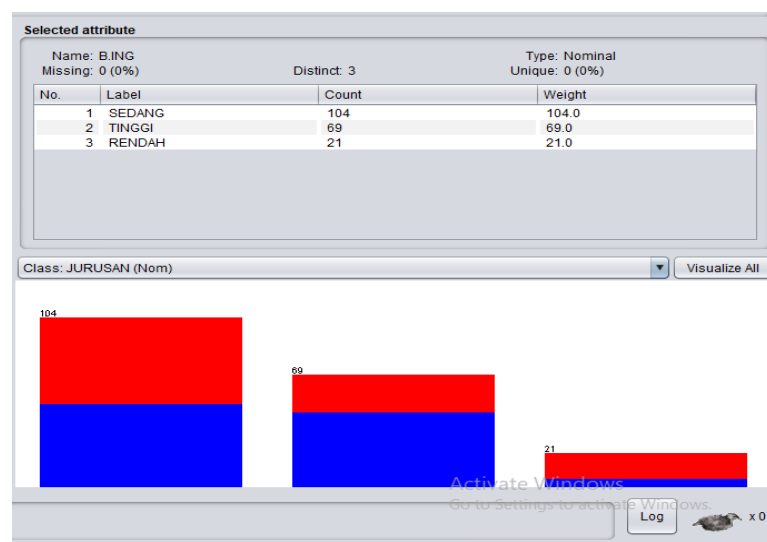 Selected attribute
Name: B.ING Type: Nominal
Missing: 0 (0%) Distinct: 3 Unique: 0 (0%)
No. Label Count Weight
1 SEDANG 104 104.0
2 TINGGI 69 69.0
3 RENDAH 21 21.0
Class: JURUSAN (Nom) Visualize All
104
69
21
Activate Windows
Go to Settings to activate Windows.
Log x 0